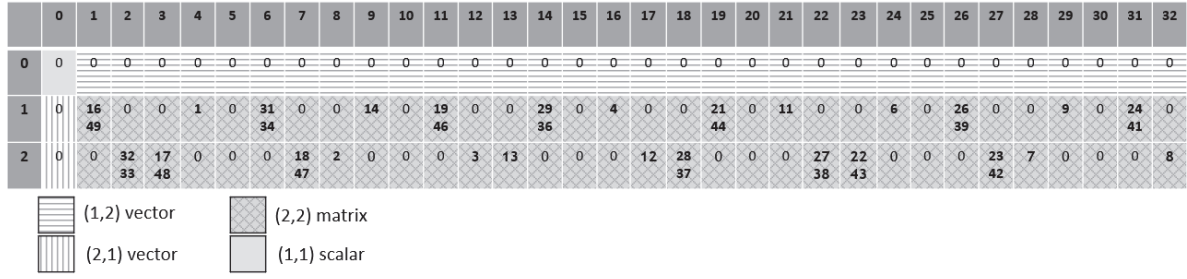 0 1 2 3 4 5 6 7 8 9 10 11 12 13 14 15 16 17 18 19 20 21 22 23 24 25 26 27 28 29 30 31 32
0 0 0 0 0 0 0 0 0 0 0 0 0 0 0 0 0 0 0 0 0 0 0 0 0 0 0 0 0 0 0 0 0 0
1 0 16 0 0 1 0 31 0 0 14 0 19 0 0 29 0 4 0 0 21 0 11 0 0 6 0 26 0 0 9 0 24 0
49 34 46 36 44 39 41
2 0 0 32 17 0 0 0 18 2 0 0 0 3 13 0 0 0 12 28 0 0 0 27 22 0 0 0 23 7 0 0 0 8
33 48 47 37 38 43 42
(1,2) vector (2,2) matrix
(2,1) vector (1,1) scalar